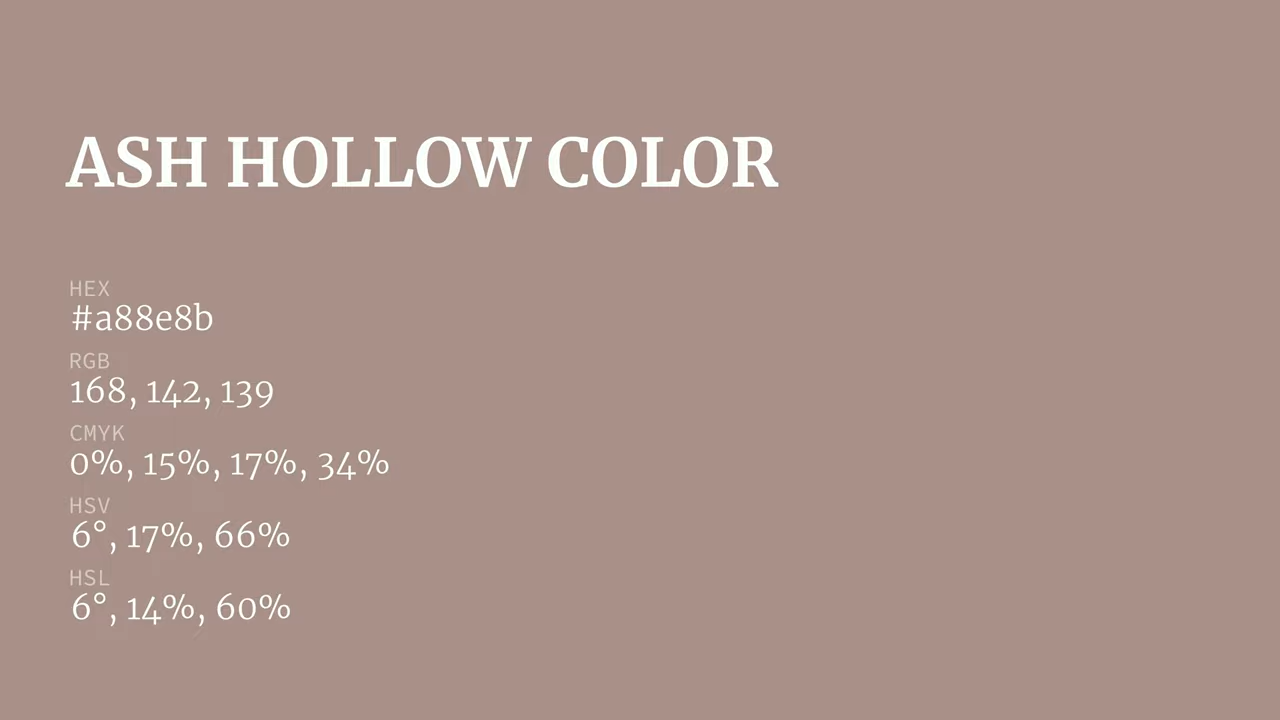 ASH HOLLOW COLOR
HEX
#a88e8b
RGB
168, 142, 139
CMYK
0%, 15%, 17%, 34%
HSV
6°, 17%, 66%
HSL
6°, 14%, 60%